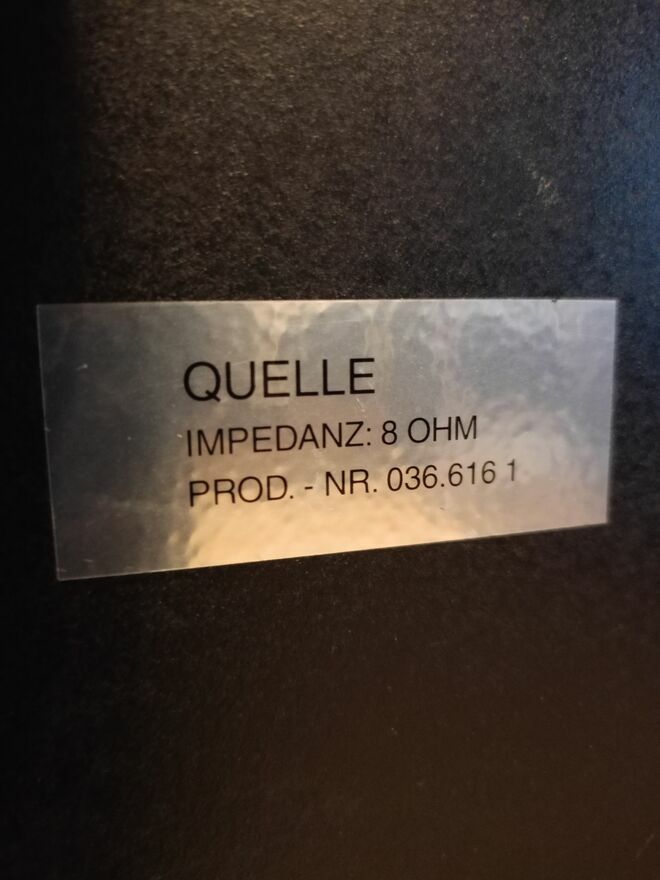 QUELLE
IMPEDANZ: 8 OHM
PROD. - NR. 036.616 1